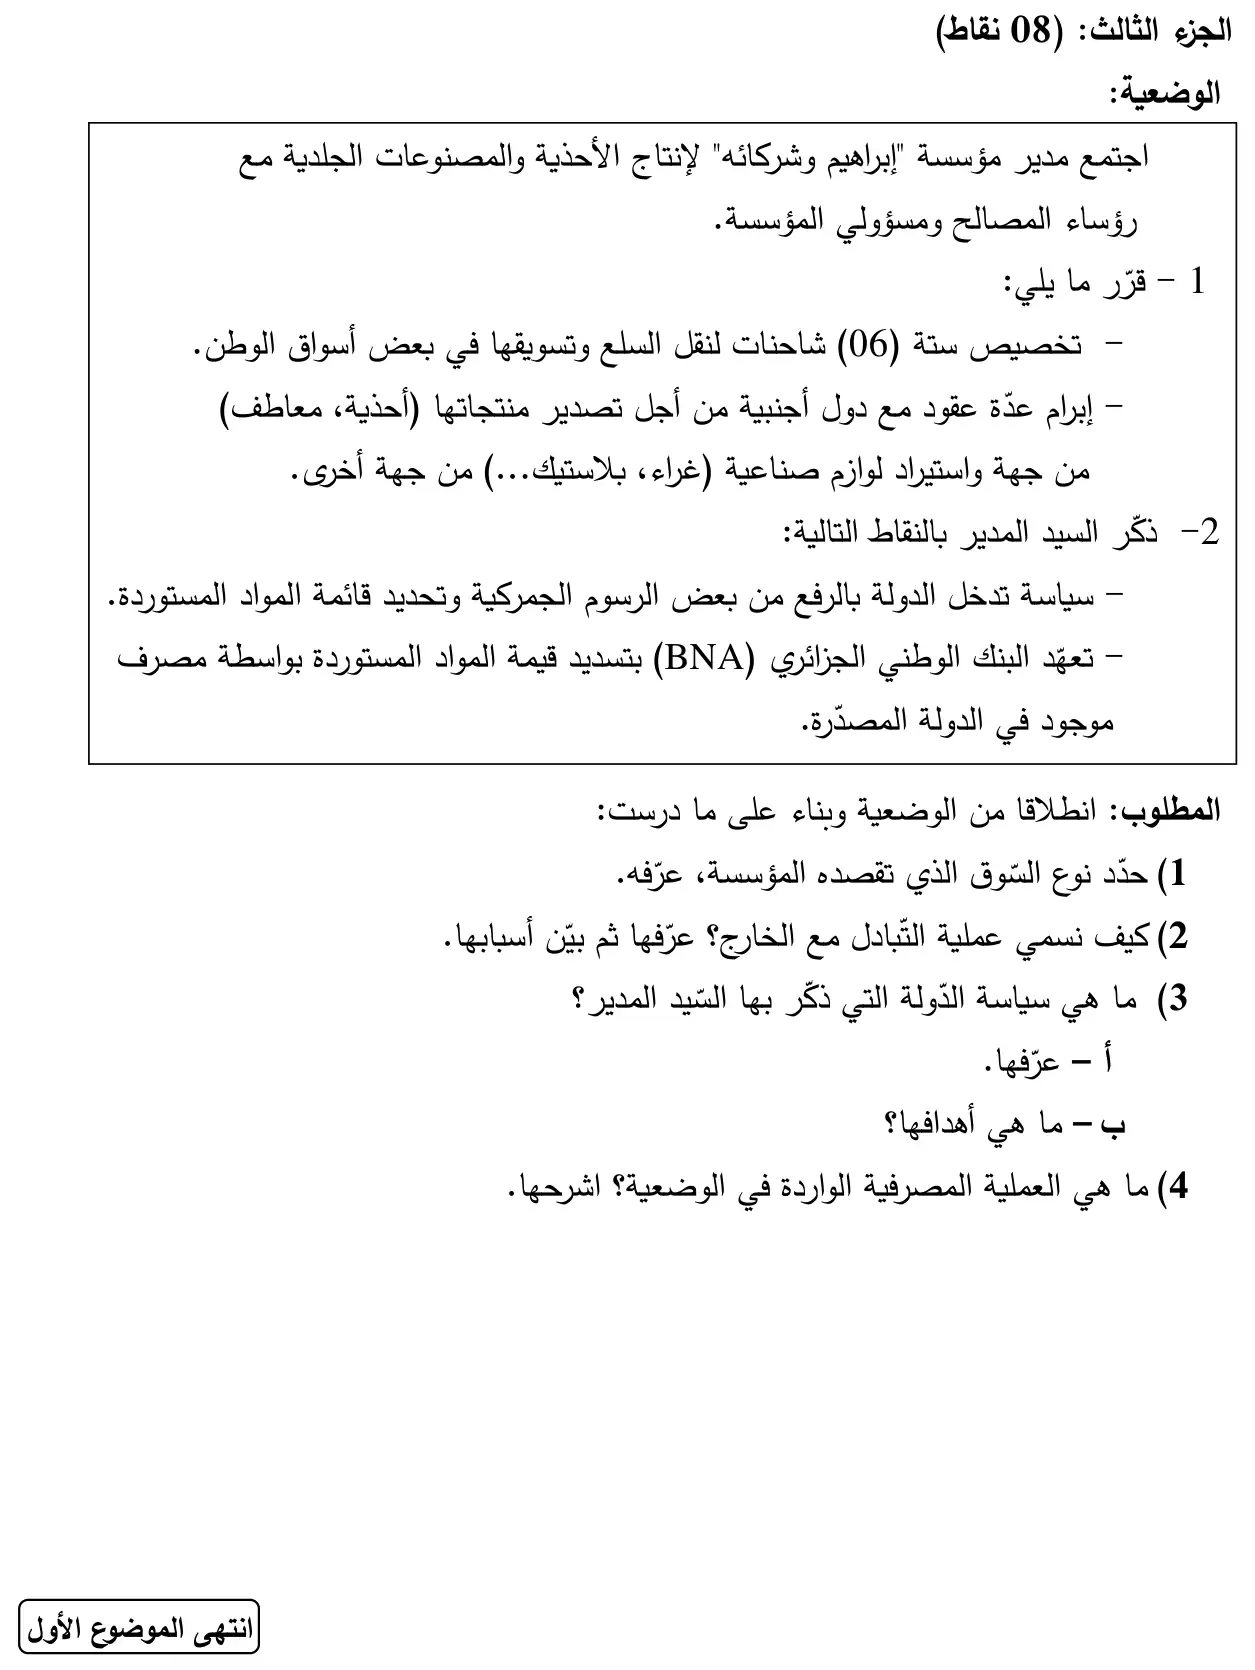 الجزء الثالث: (08 نقاط)
الوضعية:
اجتمع مدير مؤسسة "إبراهيم وشركائه" لإنتاج الأحذية والمصنوعات الجلدية مع
رؤساء المصالح ومسؤولي المؤسسة.
1 - قرّر ما يلي:
- تخصيص ستة (06) شاحنات لنقل السلع وتسويقها في بعض أسواق الوطن.
- إبرام عدّة عقود مع دول أجنبية من أجل تصدير منتجاتها (أحذية، معاطف)
من جهة واستيراد لوازم صناعية (غراء، بلاستيك...) من جهة أخرى.
2- ذكّر السيد المدير بالنقاط التالية:
- سياسة تدخل الدولة بالرفع من بعض الرسوم الجمركية وتحديد قائمة المواد المستوردة.
- تعهّد البنك الوطني الجزائري (BNA) بتسديد قيمة المواد المستوردة بواسطة مصرف
موجود في الدولة المصدّرة.
المطلوب: انطلاقا من الوضعية وبناء على ما درست:
1) حدّد نوع السّوق الذي تقصده المؤسسة، عرّفه.
2) كيف نسمي عملية التّبادل مع الخارج؟ عرّفها ثم بيّن أسبابها.
3) ما هي سياسة الدّولة التي ذكّر بها السّيد المدير؟
أ – عرّفها.
ب – ما هي أهدافها؟
4) ما هي العملية المصرفية الواردة في الوضعية؟ اشرحها.
انتهى الموضوع الأول